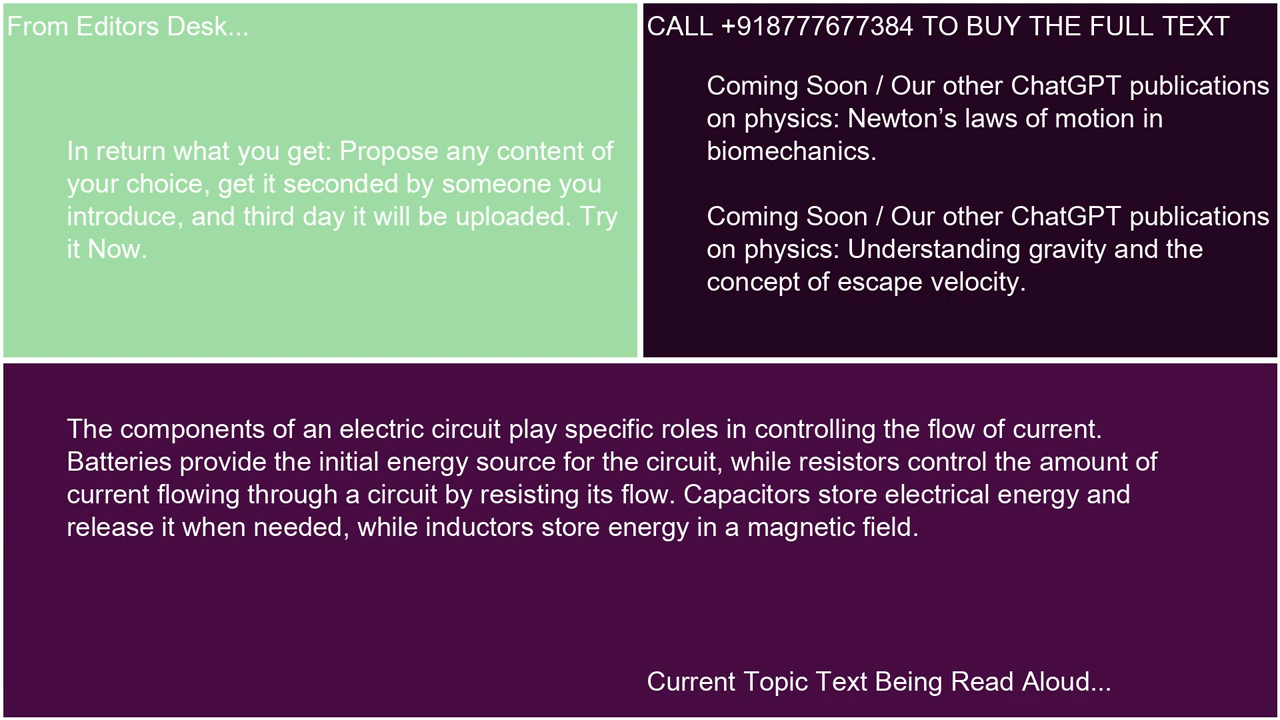 From Editors Desk...
In return what you get: Propose any content of
your choice, get it seconded by someone you
introduce, and third day it will be uploaded. Try
it Now.
CALL +918777677384 TO BUY THE FULL TEXT
Coming Soon / Our other ChatGPT publications
on physics: Newton’s laws of motion in
biomechanics.
Coming Soon / Our other ChatGPT publications
on physics: Understanding gravity and the
concept of escape velocity.
The components of an electric circuit play specific roles in controlling the flow of current.
Batteries provide the initial energy source for the circuit, while resistors control the amount of
current flowing through a circuit by resisting its flow. Capacitors store electrical energy and
release it when needed, while inductors store energy in a magnetic field.
Current Topic Text Being Read Aloud...